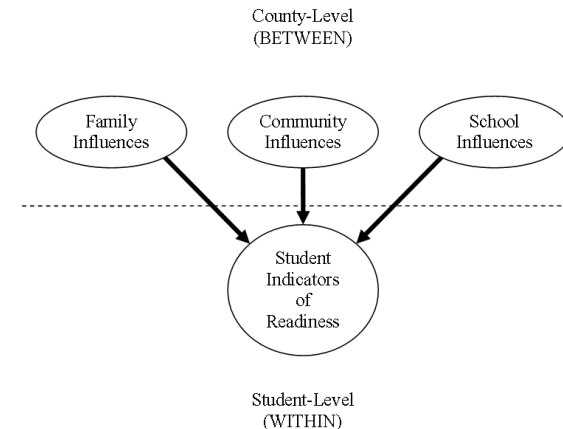 County-Level
(BETWEEN)
Family
Influences
Community
Influences
School
Influences
Student
Indicators
of
Readiness
Student-Level
(WITHIN)